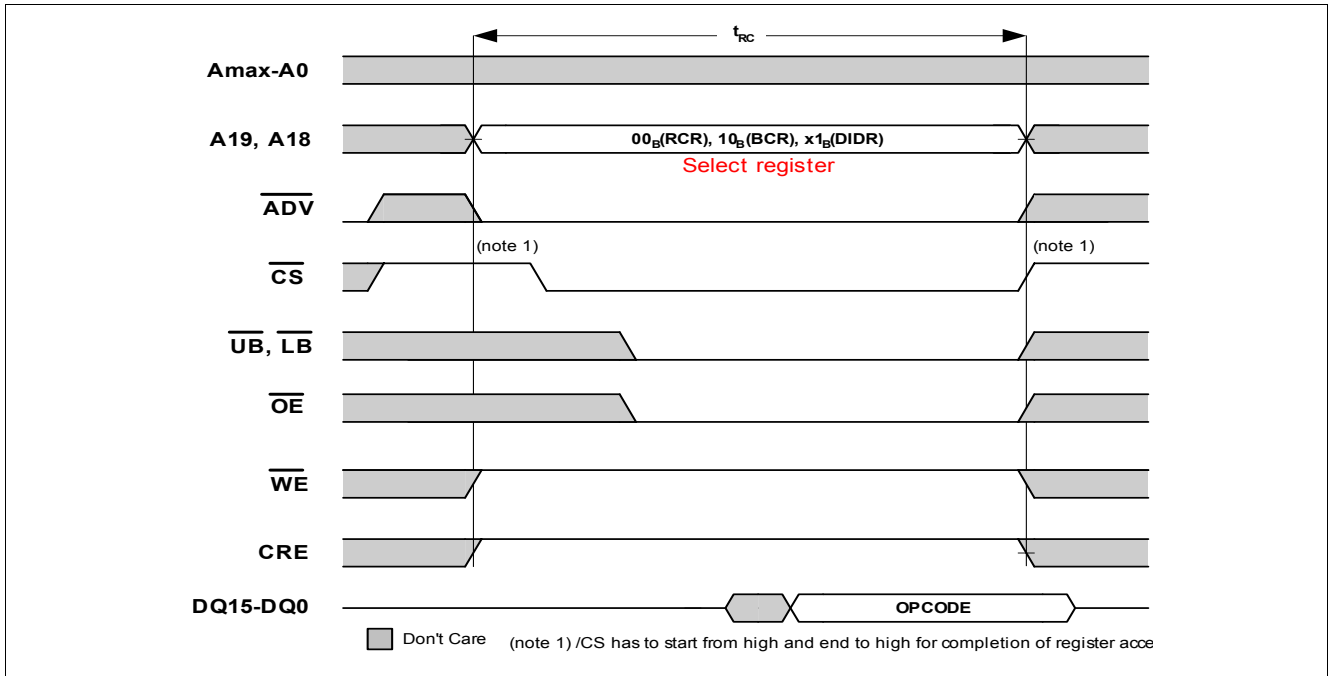 tRC
Amax-A0
A19, A18
00B(RCR), 10B(BCR), x1B(DIDR)
Select register
ADV
(note 1)
(note 1)
CS
UB, LB
OE
WE
CRE
DQ15-DQ0
OPCODE
Don't Care
(note 1) /CS has to start from high and end to high for completion of register acce